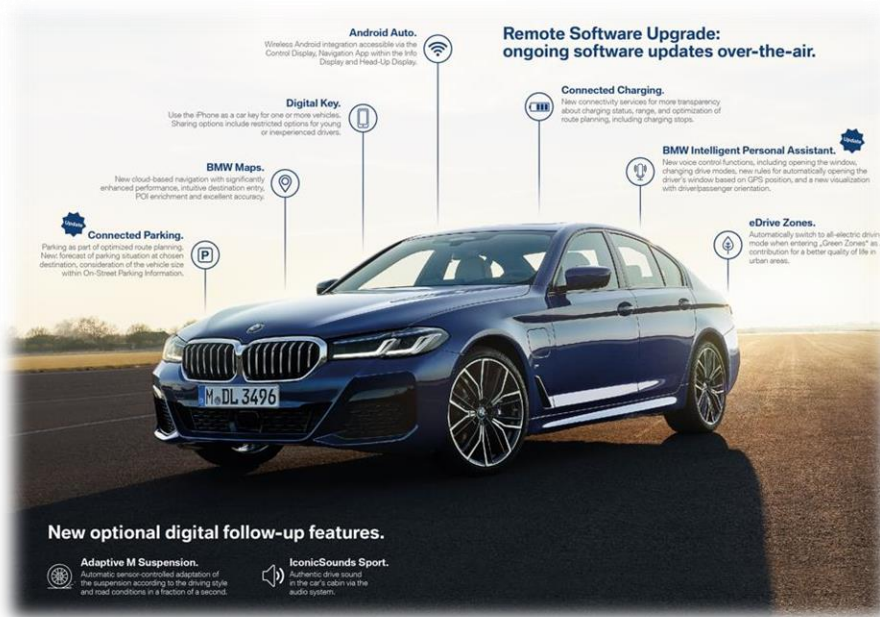 Remote Software Upgrade:
ongoing software updates over-the-air.
Android Auto.
Wireless Android integration accessible via the
Control Display, Navigation App within the Info
Display and Head-Up Display.
Digital Key.
Use the iPhone as a car key for one or more vehicles.
Sharing options include restricted options for young
or inexperienced drivers.
BMW Maps.
New cloud-based navigation with significantly
enhanced performance, intuitive destination entry,
POI enrichment and excellent accuracy.
Update
Connected Parking.
Parking as part of optimized route planning.
New: forecast of parking situation at chosen
destination, consideration of the vehicle size
within On-Street Parking Information.
P
Connected Charging.
New connectivity services for more transparency
about charging status, range, and optimization of
route planning, including charging stops.
Update
BMW Intelligent Personal Assistant.
New voice control functions, including opening the window,
changing drive modes, new rules for automatically opening the
driver's window based on GPS position, and a new visualization
with driver/passenger orientation.
eDrive Zones.
Automatically switch to all-electric drivin
mode when entering „Green Zones" as
contribution for a better quality of life in
urban areas.
M DL 3496
New optional digital follow-up features.
Adaptive M Suspension.
Automatic sensor-controlled adaptation of
the suspension according to the driving style
and road conditions in a fraction of a second.
IconicSounds Sport.
Authentic drive sound
in the car's cabin via the
audio system.